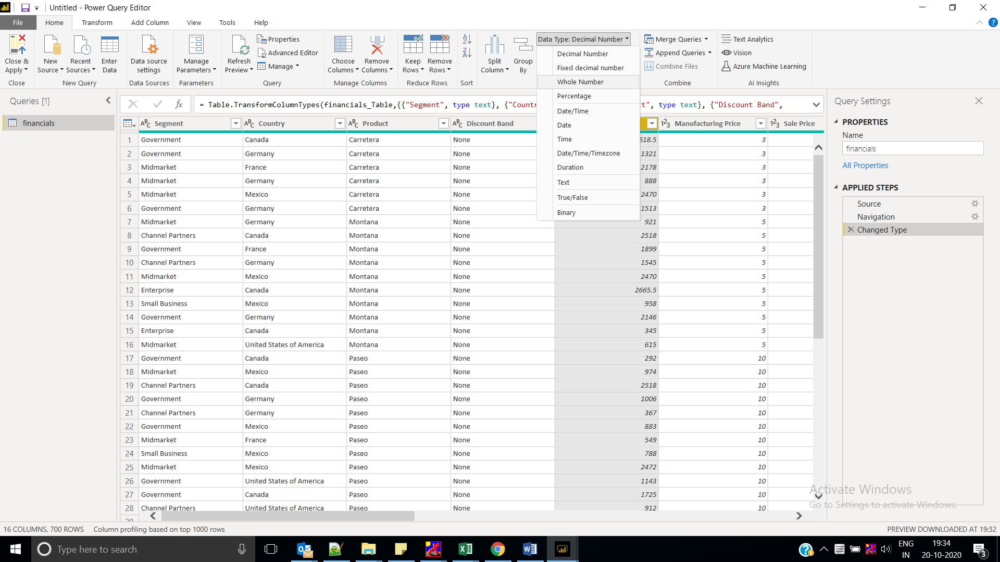 Untitled - Power Query Editor
File Home Transform Add Column View Tools Help
Close & Apply
Close
New Source
Recent Sources
Enter Data
New Query
Data source settings
Data Sources
Manage Parameters
Parameters
Refresh Preview
Properties
Advanced Editor
Manage
Query
Choose Columns
Remove Columns
Manage Columns
Keep Rows
Remove Rows
Reduce Rows
Sort
Split Column
Group By
Data Type: Decimal Number
Decimal Number
Fixed decimal number
Whole Number
Percentage
Date/Time
Date
Time
Date/Time/Timezone
Duration
Text
True/False
Binary
Merge Queries
Append Queries
Combine Files
Combine
Text Analytics
Vision
Azure Machine Learning
AI Insights
Queries [1]
financials
fx = Table.TransformColumnTypes(financials_Table,{{"Segment", type text}, {"Countr t", type text}, {"Discount Band",
Segment Country Product Discount Band Manufacturing Price Sale Price
1 Government Canada Carretera None 518.5 3
2 Government Germany Carretera None 1321 3
3 Midmarket France Carretera None 2178 3
4 Midmarket Germany Carretera None 888 3
5 Midmarket Mexico Carretera None 2470 3
6 Government Germany Carretera None 1513 3
7 Midmarket Germany Montana None 921 5
8 Channel Partners Canada Montana None 2518 5
9 Government France Montana None 1899 5
10 Channel Partners Germany Montana None 1545 5
11 Midmarket Mexico Montana None 2470 5
12 Enterprise Canada Montana None 2665.5 5
13 Small Business Mexico Montana None 958 5
14 Government Germany Montana None 2146 5
15 Enterprise Canada Montana None 345 5
16 Midmarket United States of America Montana None 615 5
17 Government Canada Paseo None 292 10
18 Midmarket Mexico Paseo None 974 10
19 Channel Partners Canada Paseo None 2518 10
20 Government Germany Paseo None 1006 10
21 Channel Partners Germany Paseo None 367 10
22 Government Mexico Paseo None 883 10
23 Midmarket France Paseo None 549 10
24 Small Business Mexico Paseo None 788 10
25 Midmarket Mexico Paseo None 2472 10
26 Government United States of America Paseo None 1143 10
27 Government Canada Paseo None 1725 10
28 Channel Partners United States of America Paseo None 912 10
Query Settings
PROPERTIES
Name
financials
All Properties
APPLIED STEPS
Source
Navigation
Changed Type
Activate Windows
Go to Settings to activate Windows.
16 COLUMNS, 700 ROWS Column profiling based on top 1000 rows
PREVIEW DOWNLOADED AT 19:32
Type here to search
ENG
IN
19:34
20-10-2020
3